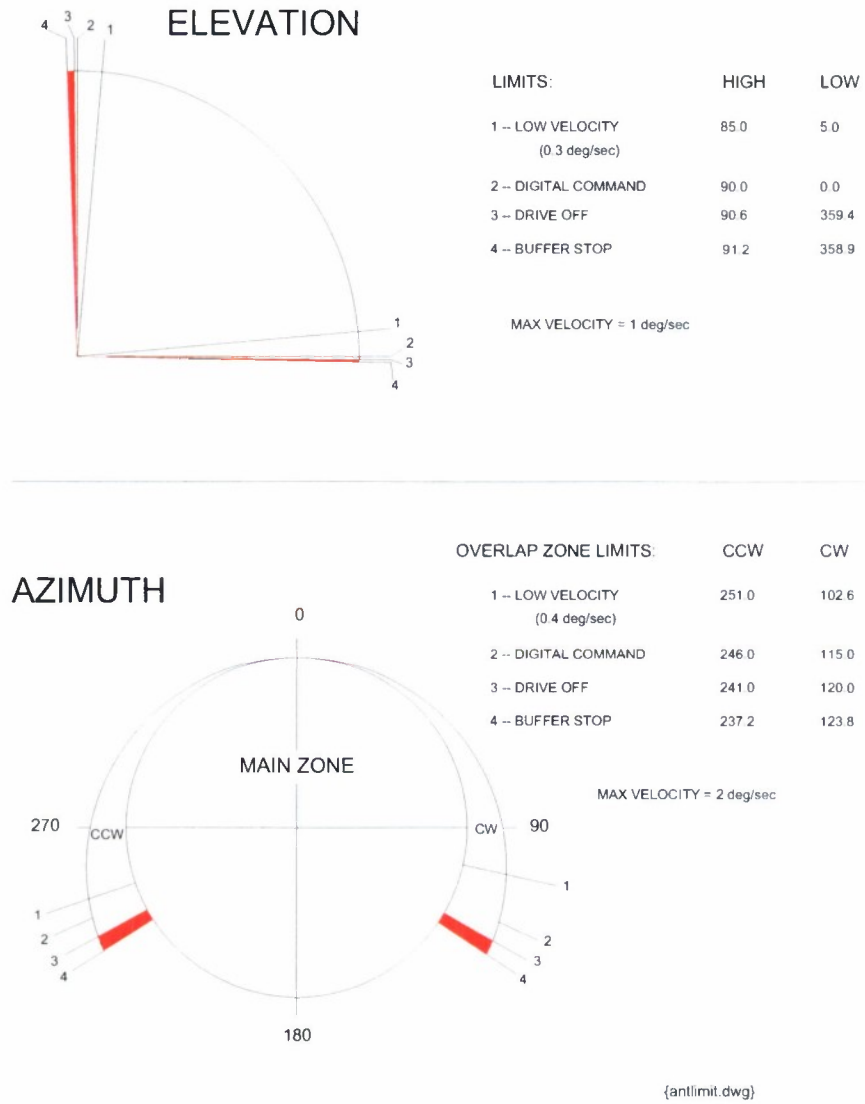 ELEVATION
4 3 2 1
LIMITS: HIGH LOW
1 -- LOW VELOCITY 85.0 5.0
(0.3 deg/sec)
2 -- DIGITAL COMMAND 90.0 0.0
3 -- DRIVE OFF 90.6 359.4
4 -- BUFFER STOP 91.2 358.9
MAX VELOCITY = 1 deg/sec
1
2
3
4
OVERLAP ZONE LIMITS: CCW CW
AZIMUTH
1 -- LOW VELOCITY 251.0 102.6
(0.4 deg/sec)
0
2 -- DIGITAL COMMAND 246.0 115.0
3 -- DRIVE OFF 241.0 120.0
4 -- BUFFER STOP 237.2 123.8
MAIN ZONE
MAX VELOCITY = 2 deg/sec
270 CCW CW 90
1 1
2 2
3 3
4 4
180
{antlimit.dwg}